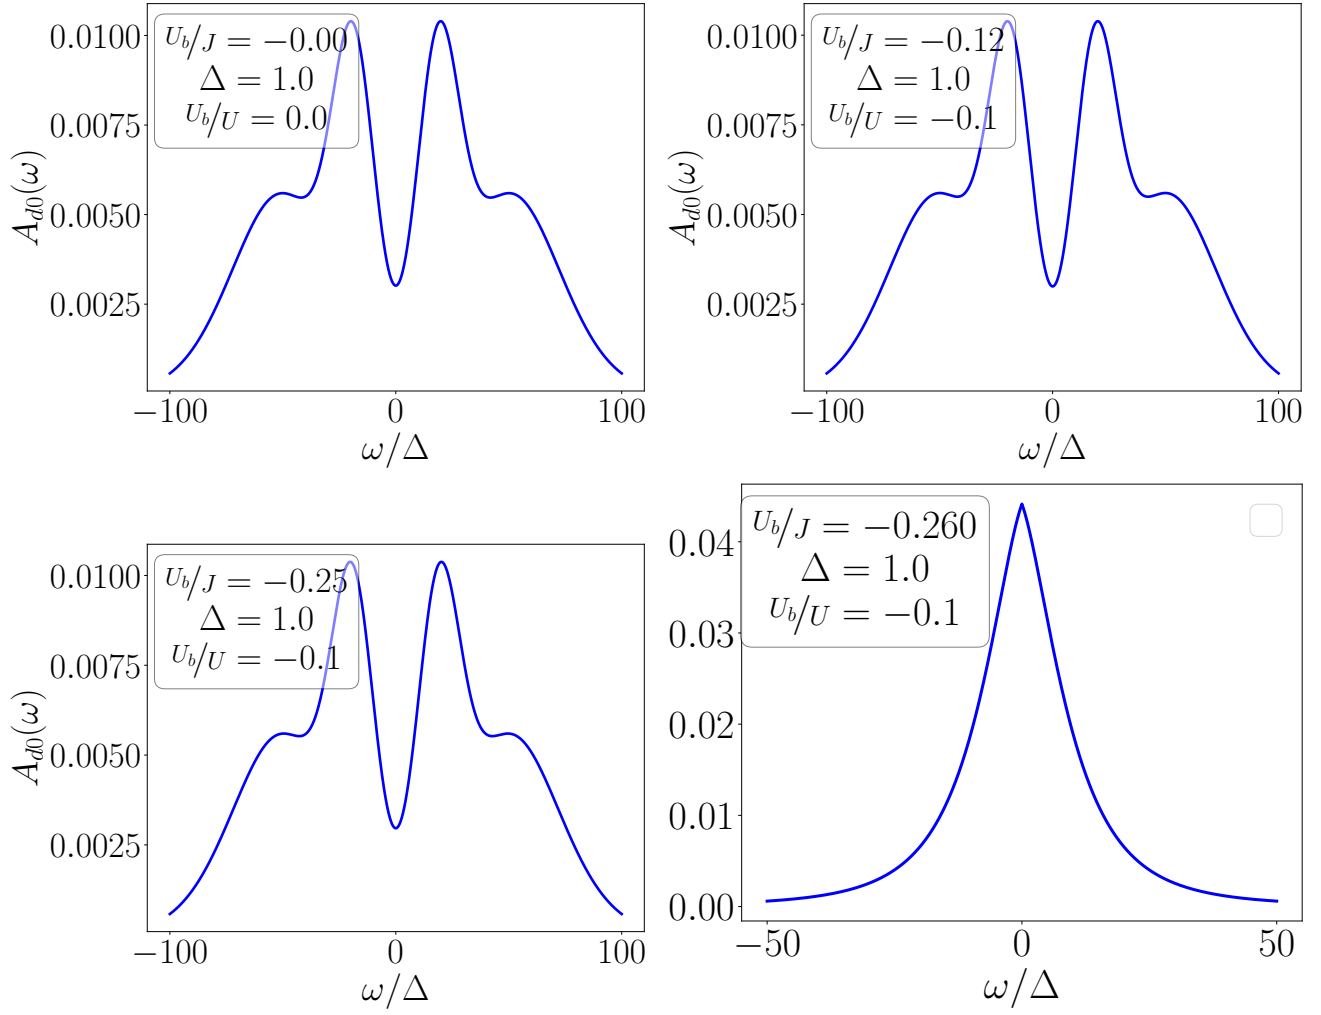 U_b/J = −0.00
Δ = 1.0
U_b/U = 0.0
A_{d0}(ω)
0.0100
0.0075
0.0050
0.0025
−100
0
100
ω/Δ
U_b/J = −0.12
Δ = 1.0
U_b/U = −0.1
A_{d0}(ω)
0.0100
0.0075
0.0050
0.0025
−100
0
100
ω/Δ
U_b/J = −0.25
Δ = 1.0
U_b/U = −0.1
A_{d0}(ω)
0.0100
0.0075
0.0050
0.0025
−100
0
100
ω/Δ
U_b/J = −0.260
Δ = 1.0
U_b/U = −0.1
0.04
0.03
0.02
0.01
0.00
−50
0
50
ω/Δ